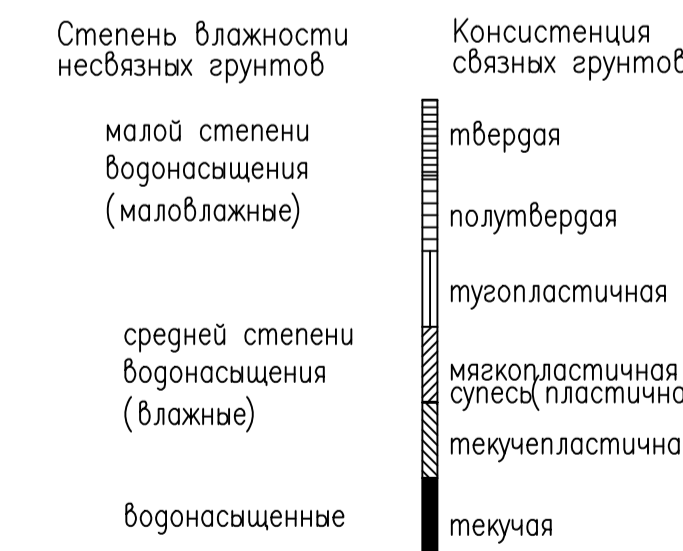 Степень влажности
несвязных грунтов
малой степени
водонасыщения
(маловлажные)
средней степени
водонасыщения
(влажные)
водонасыщенные
Консистенция
связных грунтов
твердая
полутвердая
тугопластичная
мягкопластичная
супесь(пластична
текучепластична
текучая